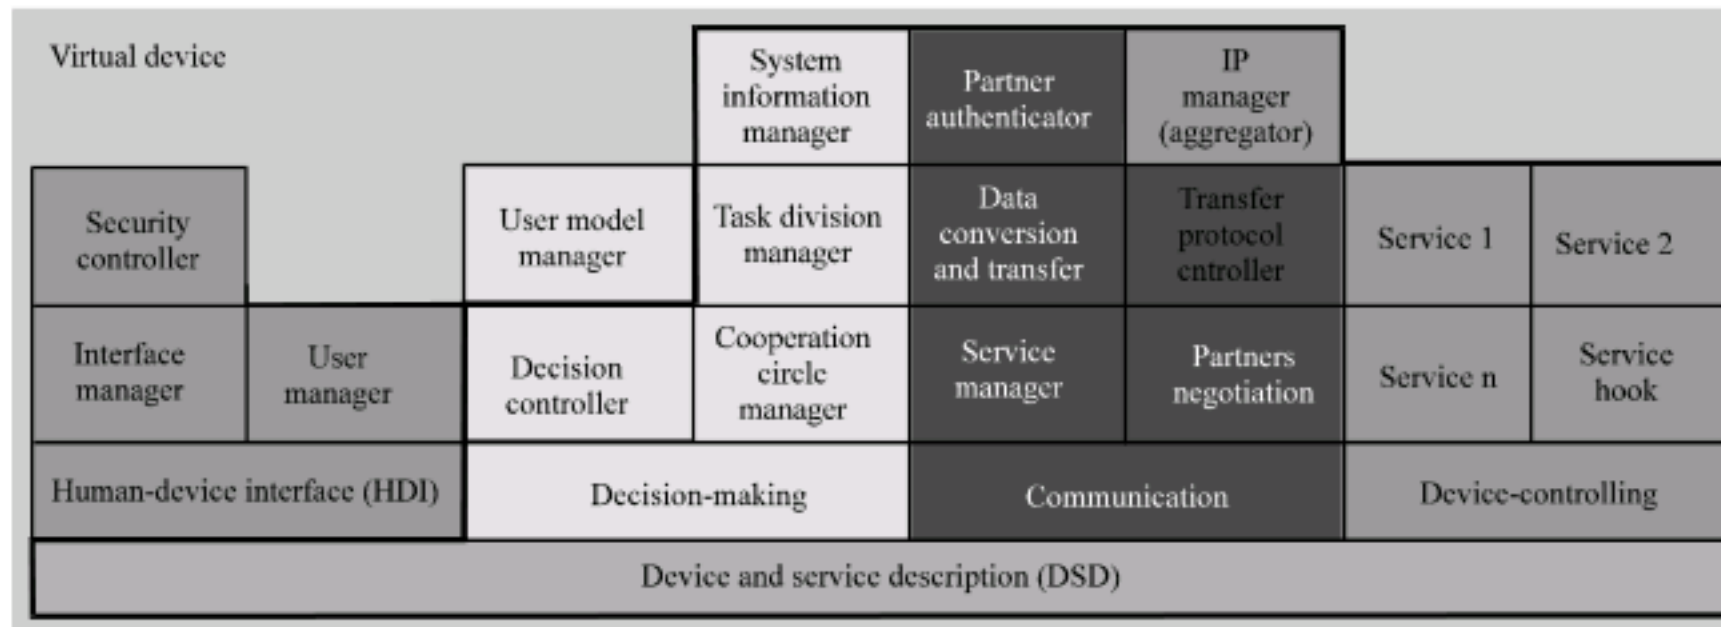 Virtual device
System
information
manager
Partner
authenticator
IP
manager
(aggregator)
Security
controller
User model
manager
Task division
manager
Data
conversion
and transfer
Transfer
protocol
cntroller
Service 1
Service 2
Interface
manager
User
manager
Decision
controller
Cooperation
circle
manager
Service
manager
Partners
negotiation
Service n
Service
hook
Human-device interface (HDI)
Decision-making
Communication
Device-controlling
Device and service description (DSD)